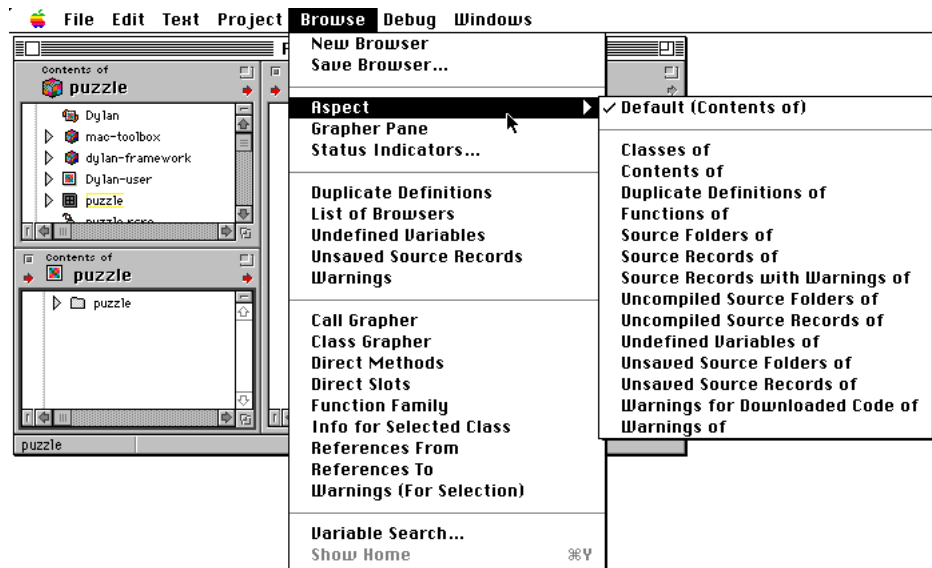 File Edit Text Project Browse Debug Windows
Contents of
puzzle
Dylan
mac-toolbox
dylan-framework
Dylan-user
puzzle
Contents of
puzzle
puzzle
puzzle
New Browser
Save Browser...
Aspect
Grapher Pane
Status Indicators...
Duplicate Definitions
List of Browsers
Undefined Variables
Unsaved Source Records
Warnings
Call Grapher
Class Grapher
Direct Methods
Direct Slots
Function Family
Info for Selected Class
References From
References To
Warnings (For Selection)
Variable Search...
Show Home ⌘Y
✓ Default (Contents of)
Classes of
Contents of
Duplicate Definitions of
Functions of
Source Folders of
Source Records of
Source Records with Warnings of
Uncompiled Source Folders of
Uncompiled Source Records of
Undefined Variables of
Unsaved Source Folders of
Unsaved Source Records of
Warnings for Downloaded Code of
Warnings of